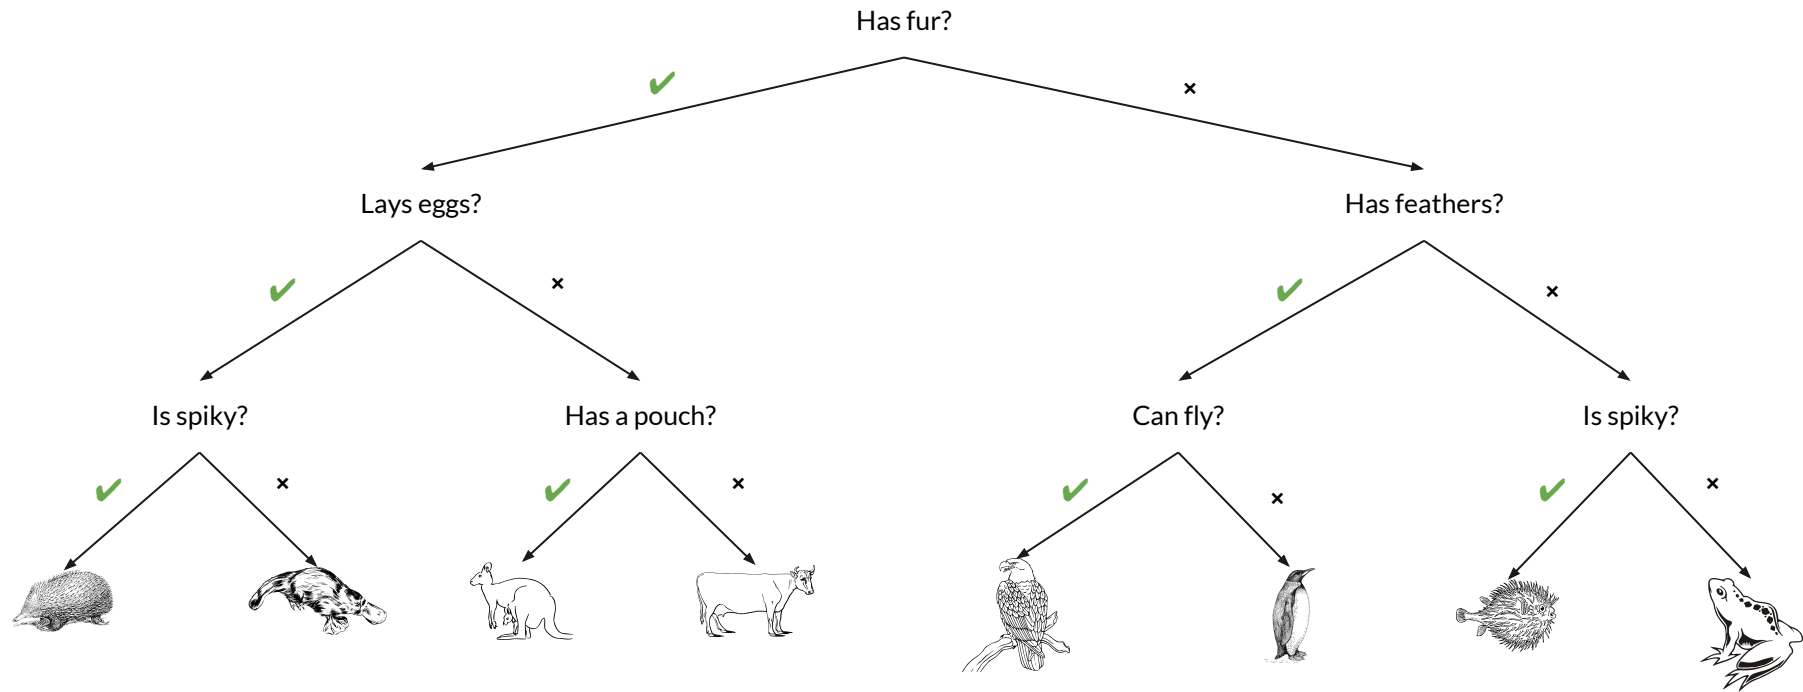 Has fur?
Lays eggs?
Has feathers?
Is spiky?
Has a pouch?
Can fly?
Is spiky?